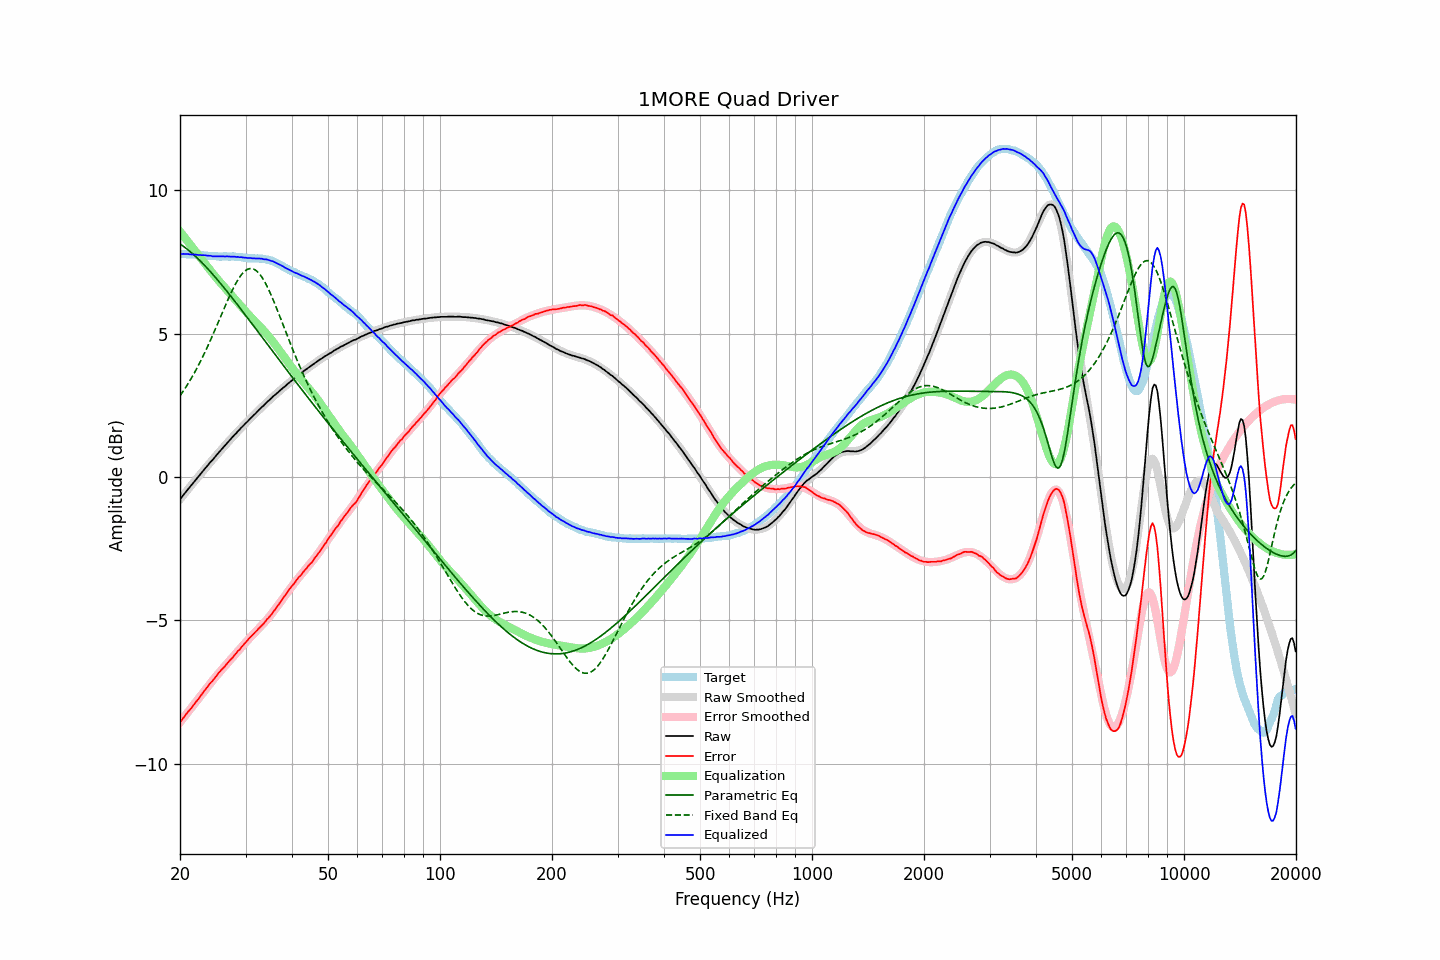 1MORE Quad Driver
Amplitude (dBr)
10
5
0
−5
−10
Target
Raw Smoothed
Error Smoothed
Raw
Error
Equalization
Parametric Eq
Fixed Band Eq
Equalized
20 50 100 200 500 1000 2000 5000 10000 20000
Frequency (Hz)